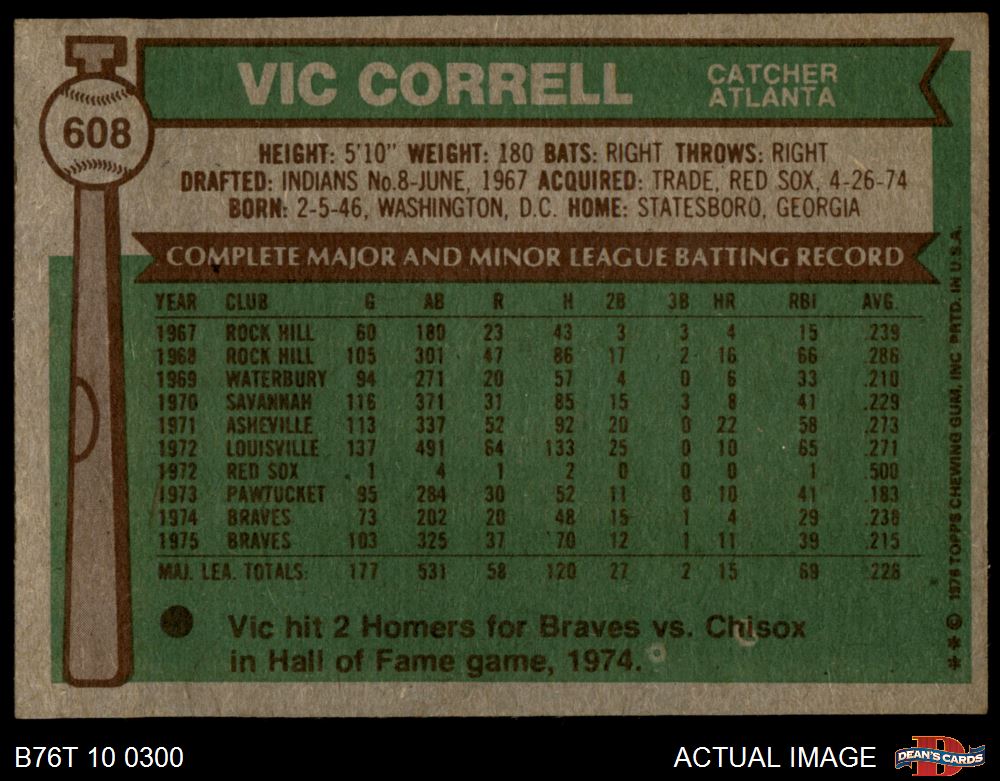 608
VIC CORRELL
CATCHER
ATLANTA
HEIGHT: 5'10" WEIGHT: 180 BATS: RIGHT THROWS: RIGHT
DRAFTED: INDIANS No.8-JUNE, 1967 ACQUIRED: TRADE, RED SOX, 4-26-74
BORN: 2-5-46, WASHINGTON, D.C. HOME: STATESBORO, GEORGIA
COMPLETE MAJOR AND MINOR LEAGUE BATTING RECORD
YEAR CLUB G AB R H 2B 3B HR RBI AVG.
1967 ROCK HILL 60 180 23 43 3 3 4 15 .239
1968 ROCK HILL 105 301 47 86 17 2 16 66 .286
1969 WATERBURY 94 271 20 57 4 0 6 33 .210
1970 SAVANNAH 116 371 31 85 15 3 8 41 .229
1971 ASHEVILLE 113 337 52 92 20 0 22 58 .273
1972 LOUISVILLE 137 491 64 133 25 0 10 65 .271
1972 RED SOX 1 4 1 2 0 0 0 1 .500
1973 PAWTUCKET 95 284 30 52 11 0 10 41 .183
1974 BRAVES 73 202 20 48 15 1 4 29 .238
1975 BRAVES 103 325 37 70 12 1 11 39 .215
MAJ. LEA. TOTALS: 177 531 58 120 27 2 15 69 .226
Vic hit 2 Homers for Braves vs. Chisox
in Hall of Fame game, 1974.
* * © 1976 TOPPS CHEWING GUM, INC PRTD. IN U.S.A.
B76T 10 0300
ACTUAL IMAGE
D
DEAN'S CARDS